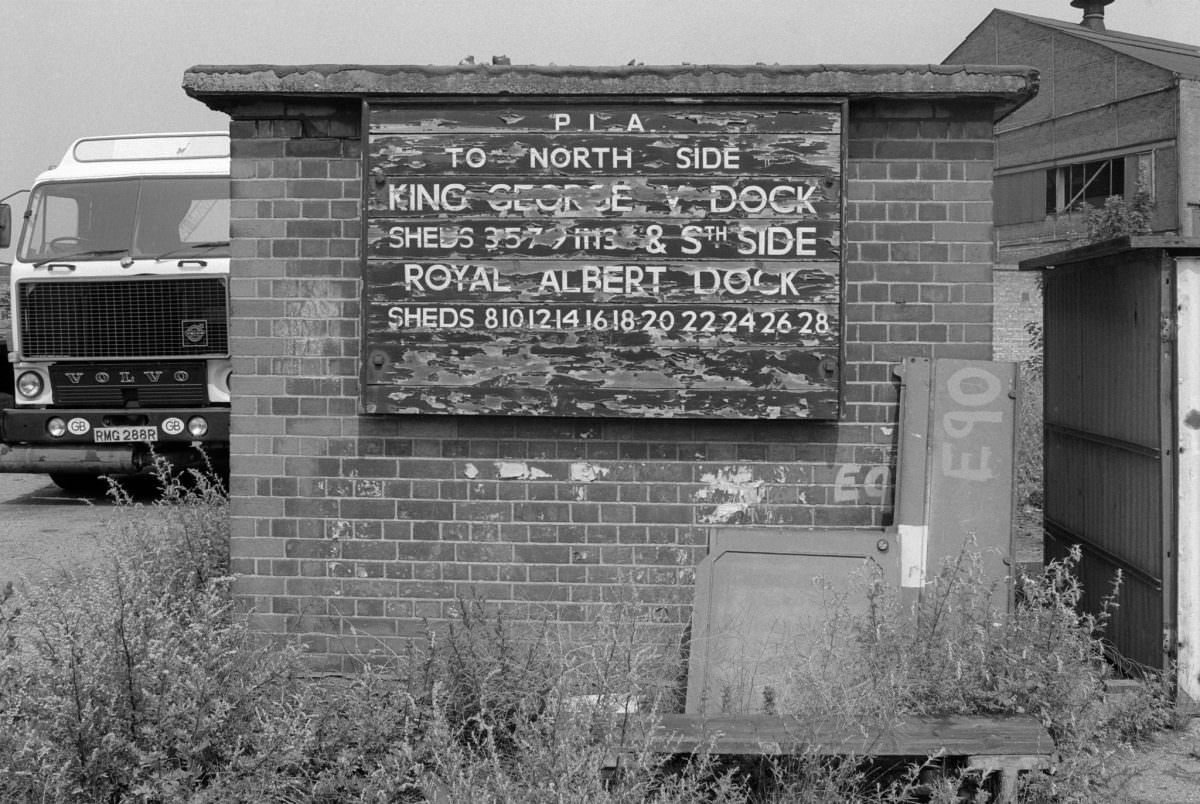 P L A
TO NORTH SIDE
KING GEORGE V DOCK
SHEDS 3 5 7 9 11 13 & STH SIDE
ROYAL ALBERT DOCK
SHEDS 8 10 12 14 16 18 20 22 24 26 28
VOLVO
GB
RMG 288R
GB
E90